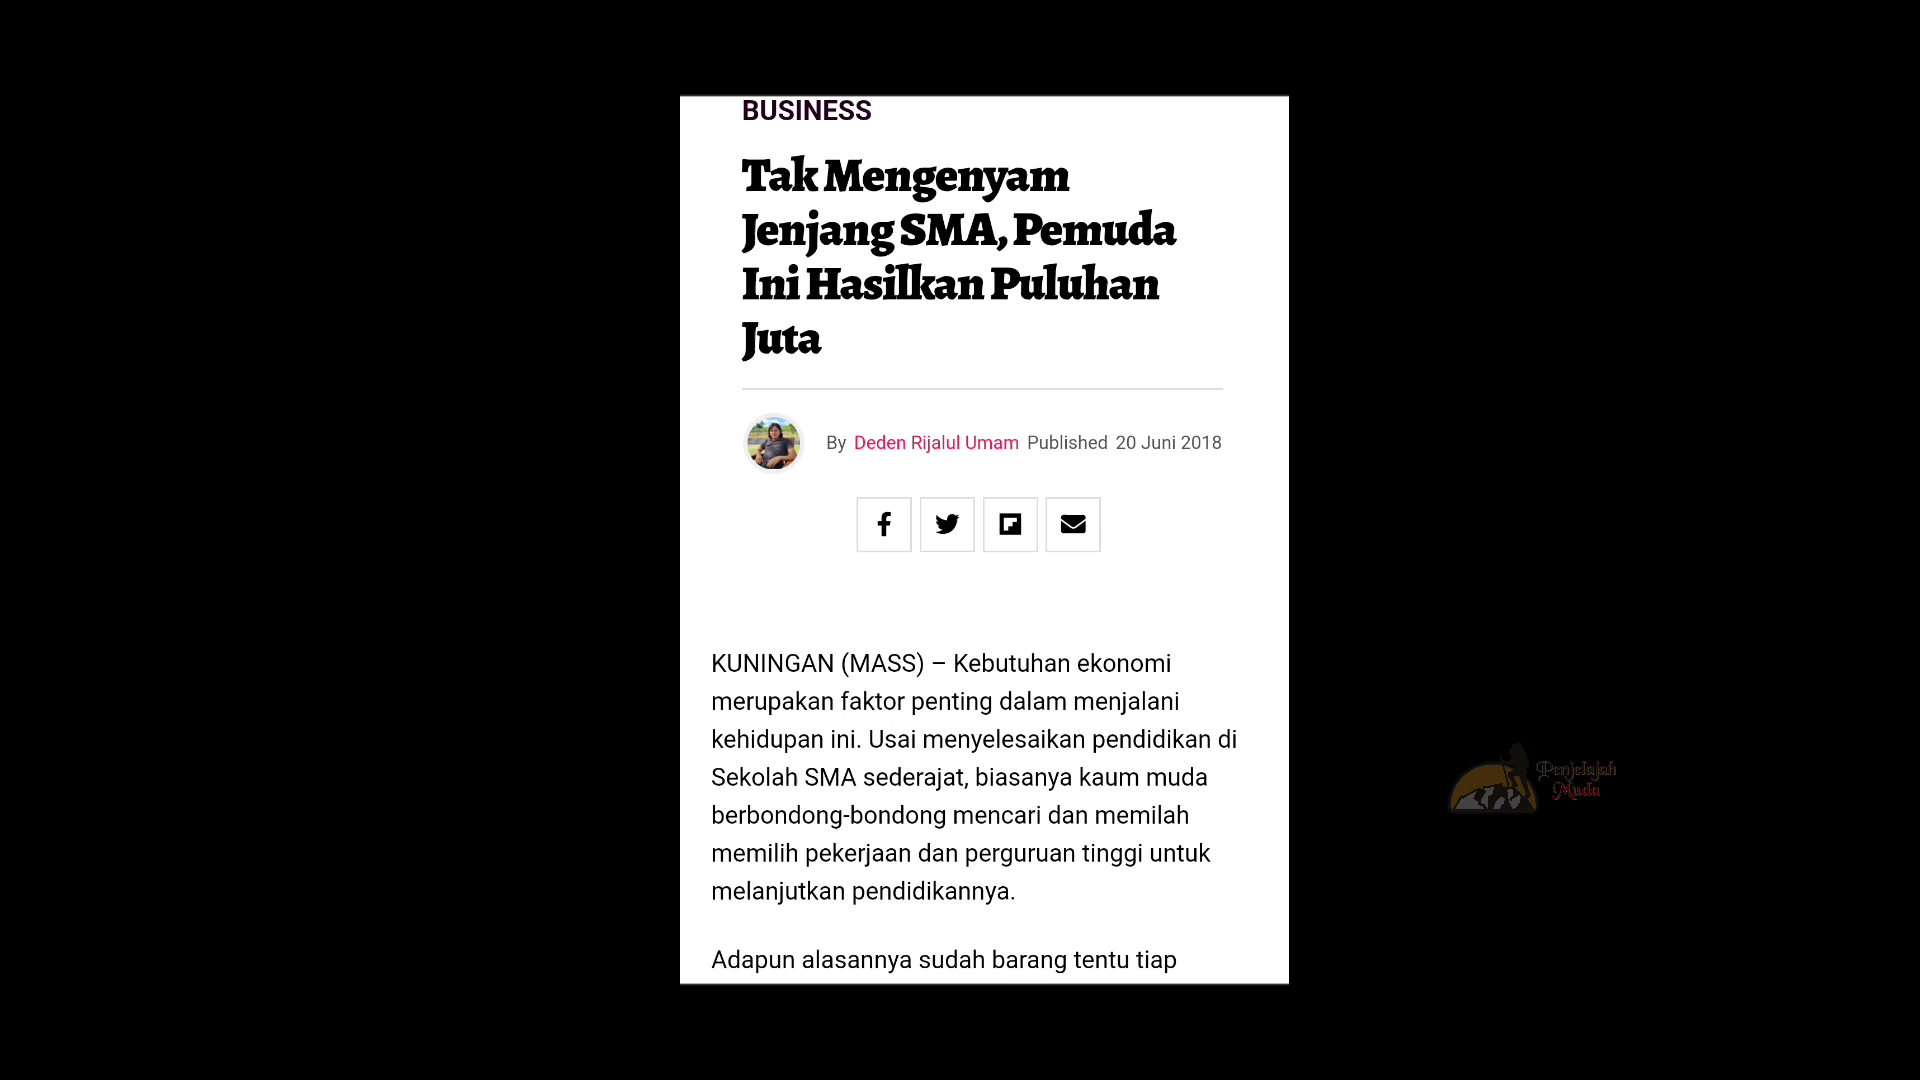 BUSINESS
Tak Mengenyam
Jenjang SMA, Pemuda
Ini Hasilkan Puluhan
Juta
By Deden Rijalul Umam Published 20 Juni 2018
KUNINGAN (MASS) – Kebutuhan ekonomi
merupakan faktor penting dalam menjalani
kehidupan ini. Usai menyelesaikan pendidikan di
Sekolah SMA sederajat, biasanya kaum muda
berbondong-bondong mencari dan memilah
memilih pekerjaan dan perguruan tinggi untuk
melanjutkan pendidikannya.
Adapun alasannya sudah barang tentu tiap
Penjelajah
Muda